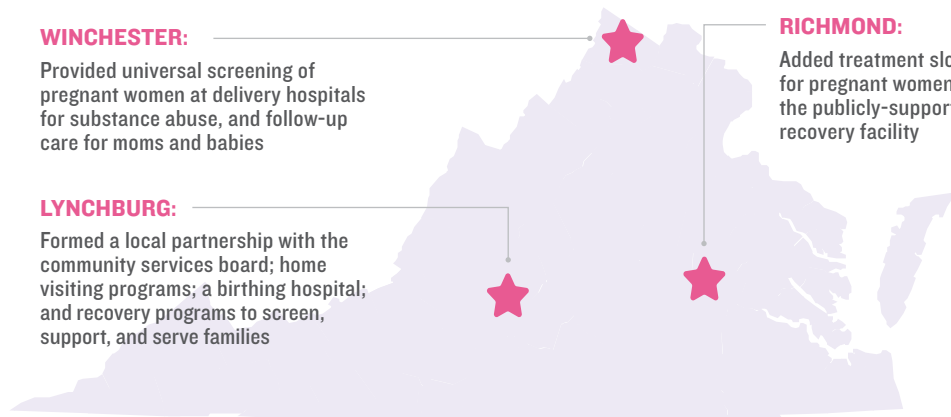 WINCHESTER:
Provided universal screening of
pregnant women at delivery hospitals
for substance abuse, and follow-up
care for moms and babies
LYNCHBURG:
Formed a local partnership with the
community services board; home
visiting programs; a birthing hospital;
and recovery programs to screen,
support, and serve families
RICHMOND:
Added treatment
for pregnant women
the
recovery facility